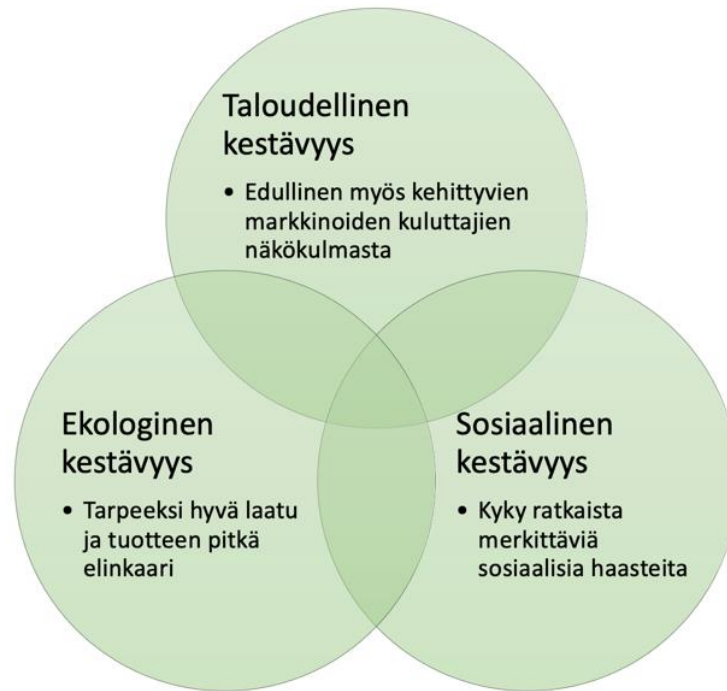 Taloudellinen
kestävyys
• Edullinen myös kehittyvien
markkinoiden kuluttajien
näkökulmasta
Ekologinen
kestävyys
• Tarpeeksi hyvä laatu
ja tuotteen pitkä
elinkaari
Sosiaalinen
kestävyys
• Kyky ratkaista
merkittäviä
sosiaalisia haasteita